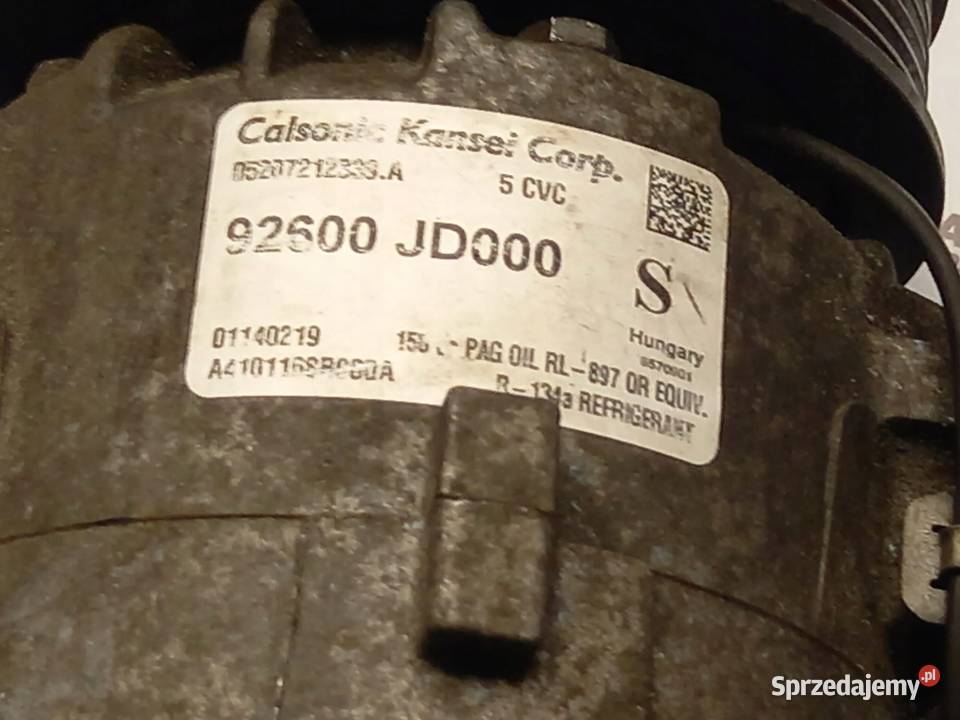 Calsonic Kansei Corp.
5 CVC
92600 JD000
S
Hungary
01140219
PAG OIL RL-897 OR EQUIV.
R-134a REFRIGERANT
Sprzedajemy.pl